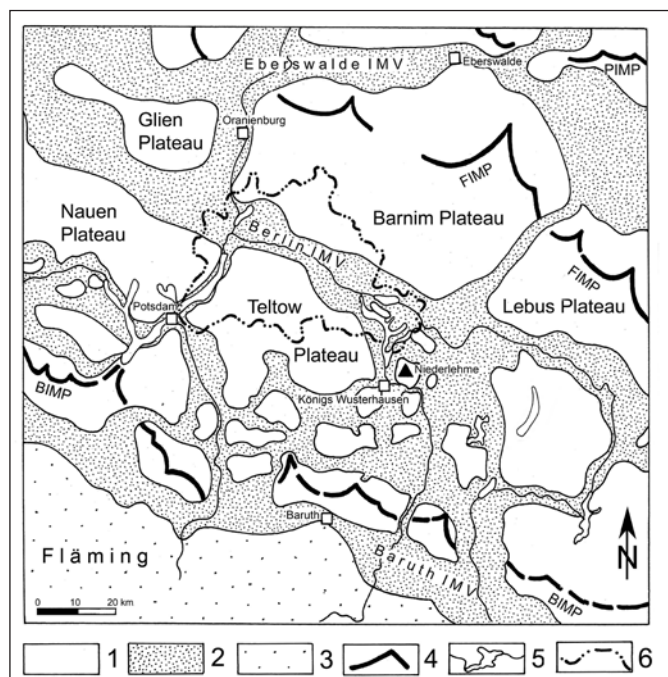 Eberswalde IMV
Eberswalde
PIMP
Glien
Plateau
Oranienburg
FIMP
Nauen
Plateau
Barnim Plateau
Berlin IMV
FIMP
Potsdam
Teltow
Plateau
Lebus Plateau
Niederlehme
BIMP
Königs Wusterhausen
Baruth
Fläming
Baruth IMV
N
BIMP
0 10 20 km
1 2 3 4 5 6